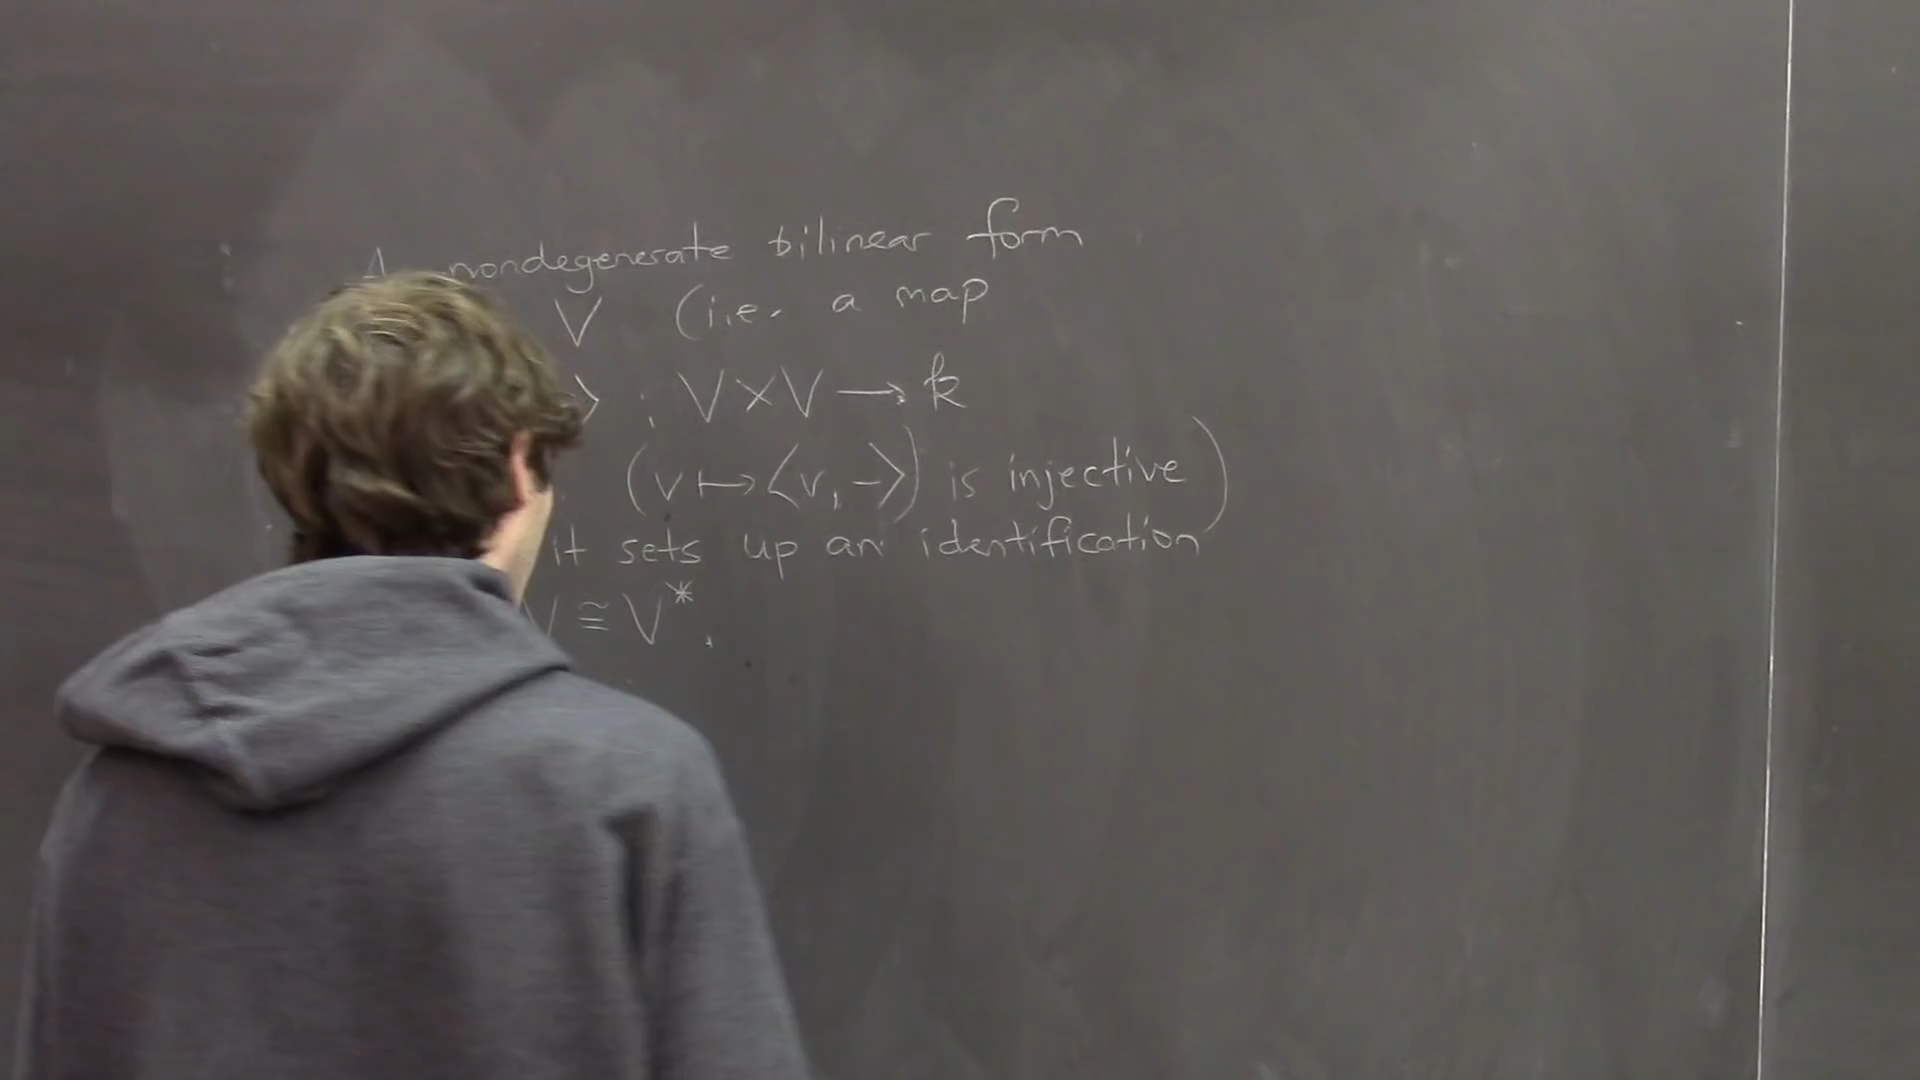 A nondegenerate bilinear form
V (i.e. a map
⟩ : V × V → k
(v ↦ ⟨v, -⟩) is injective)
it sets up an identification
V ≅ V*.